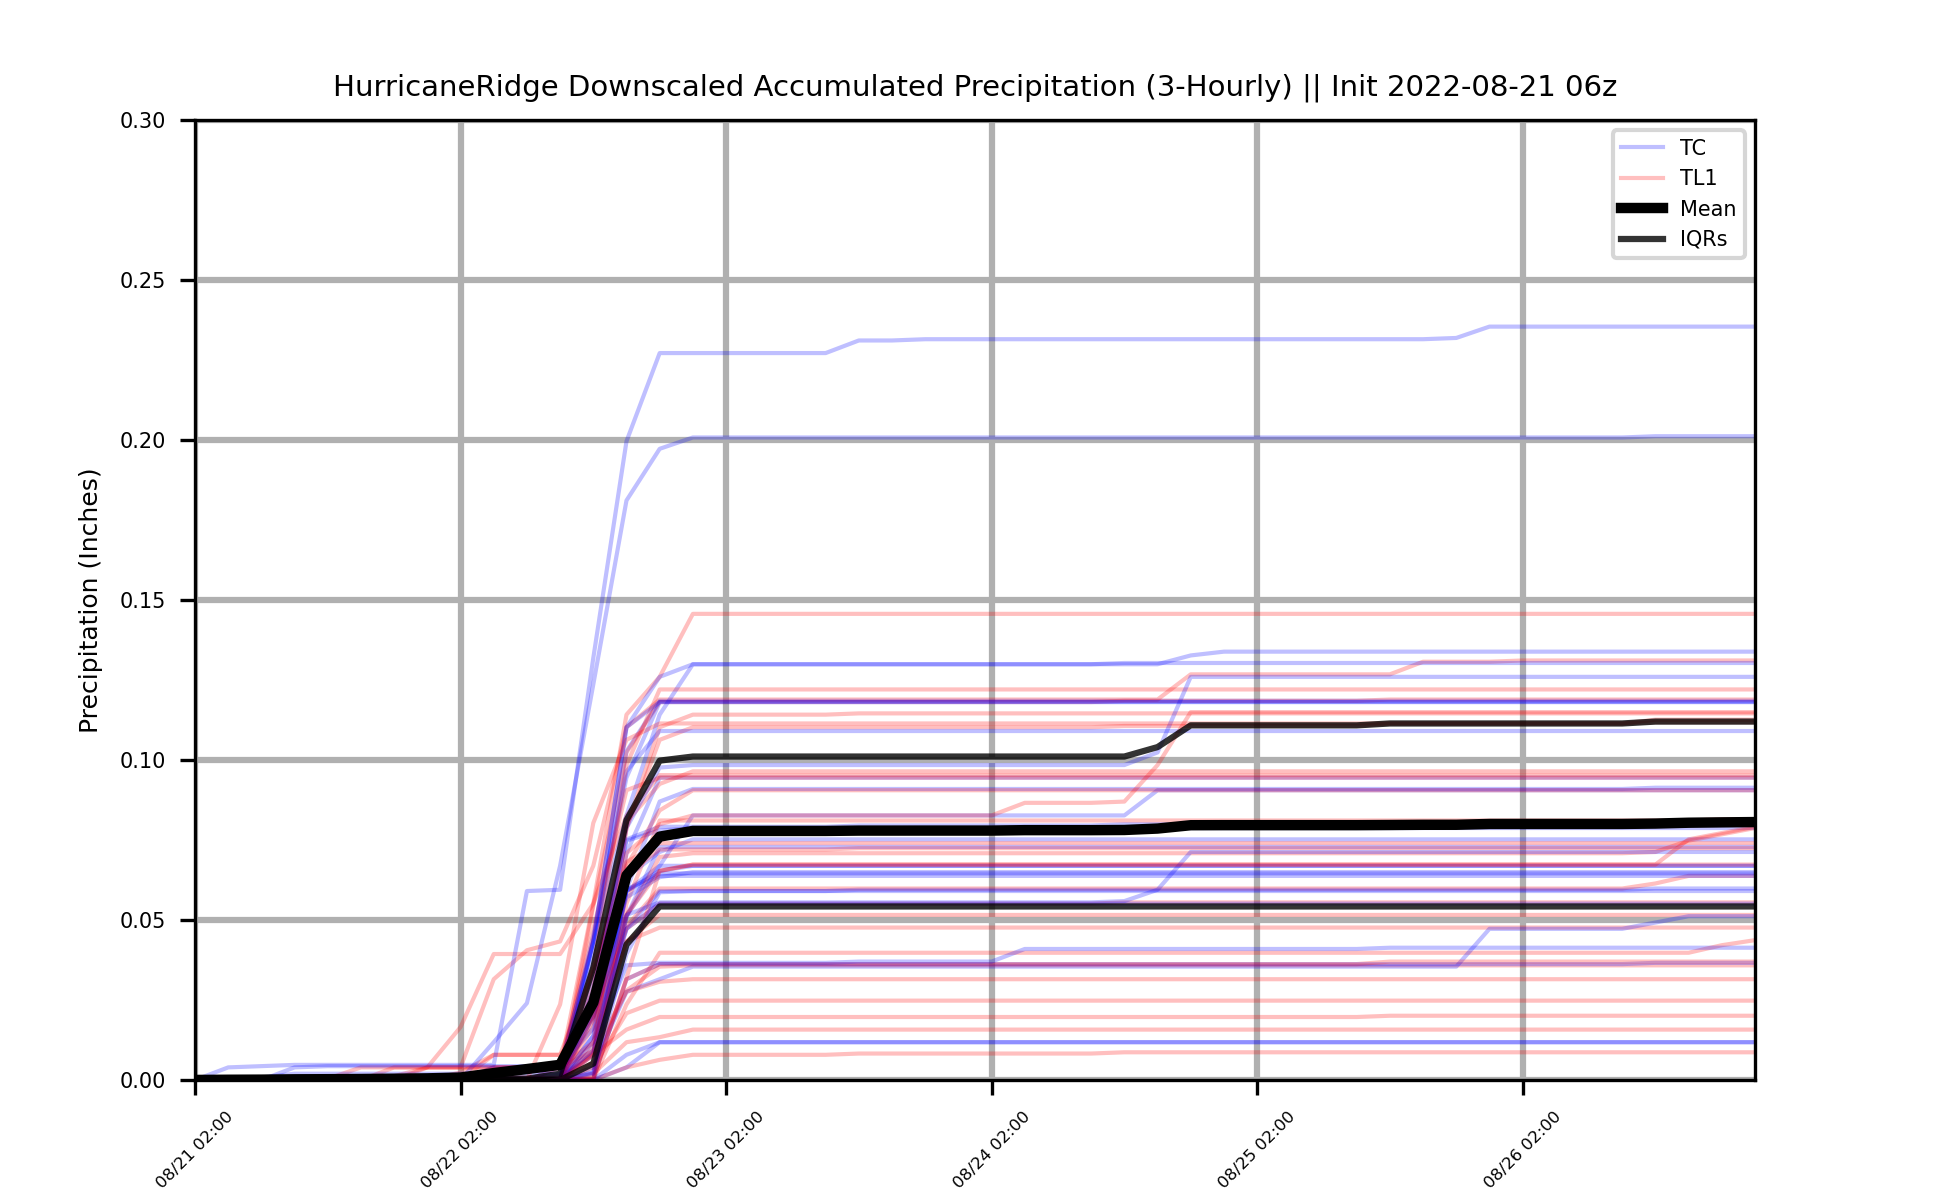 HurricaneRidge Downscaled Accumulated Precipitation (3-Hourly) || Init 2022-08-21 06z
TC
TL1
Mean
IQRs
Precipitation (Inches)
0.30
0.25
0.20
0.15
0.10
0.05
0.00
08/21 02:00
08/22 02:00
08/23 02:00
08/24 02:00
08/25 02:00
08/26 02:00